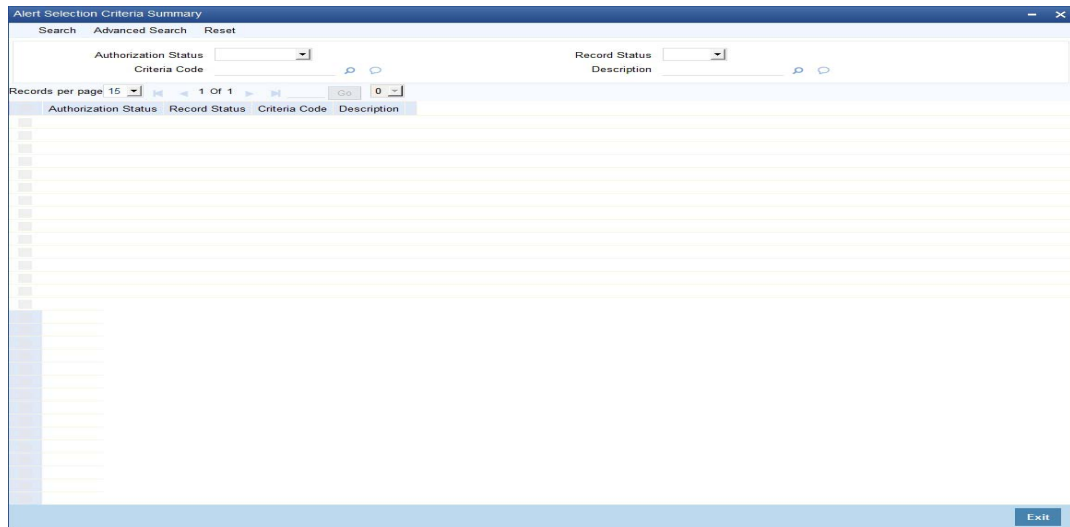 Alert Selection Criteria Summary
Search Advanced Search Reset
Authorization Status Record Status
Criteria Code Description
Records per page 15 1 Of 1 Go 0
Authorization Status Record Status Criteria Code Description
Exit